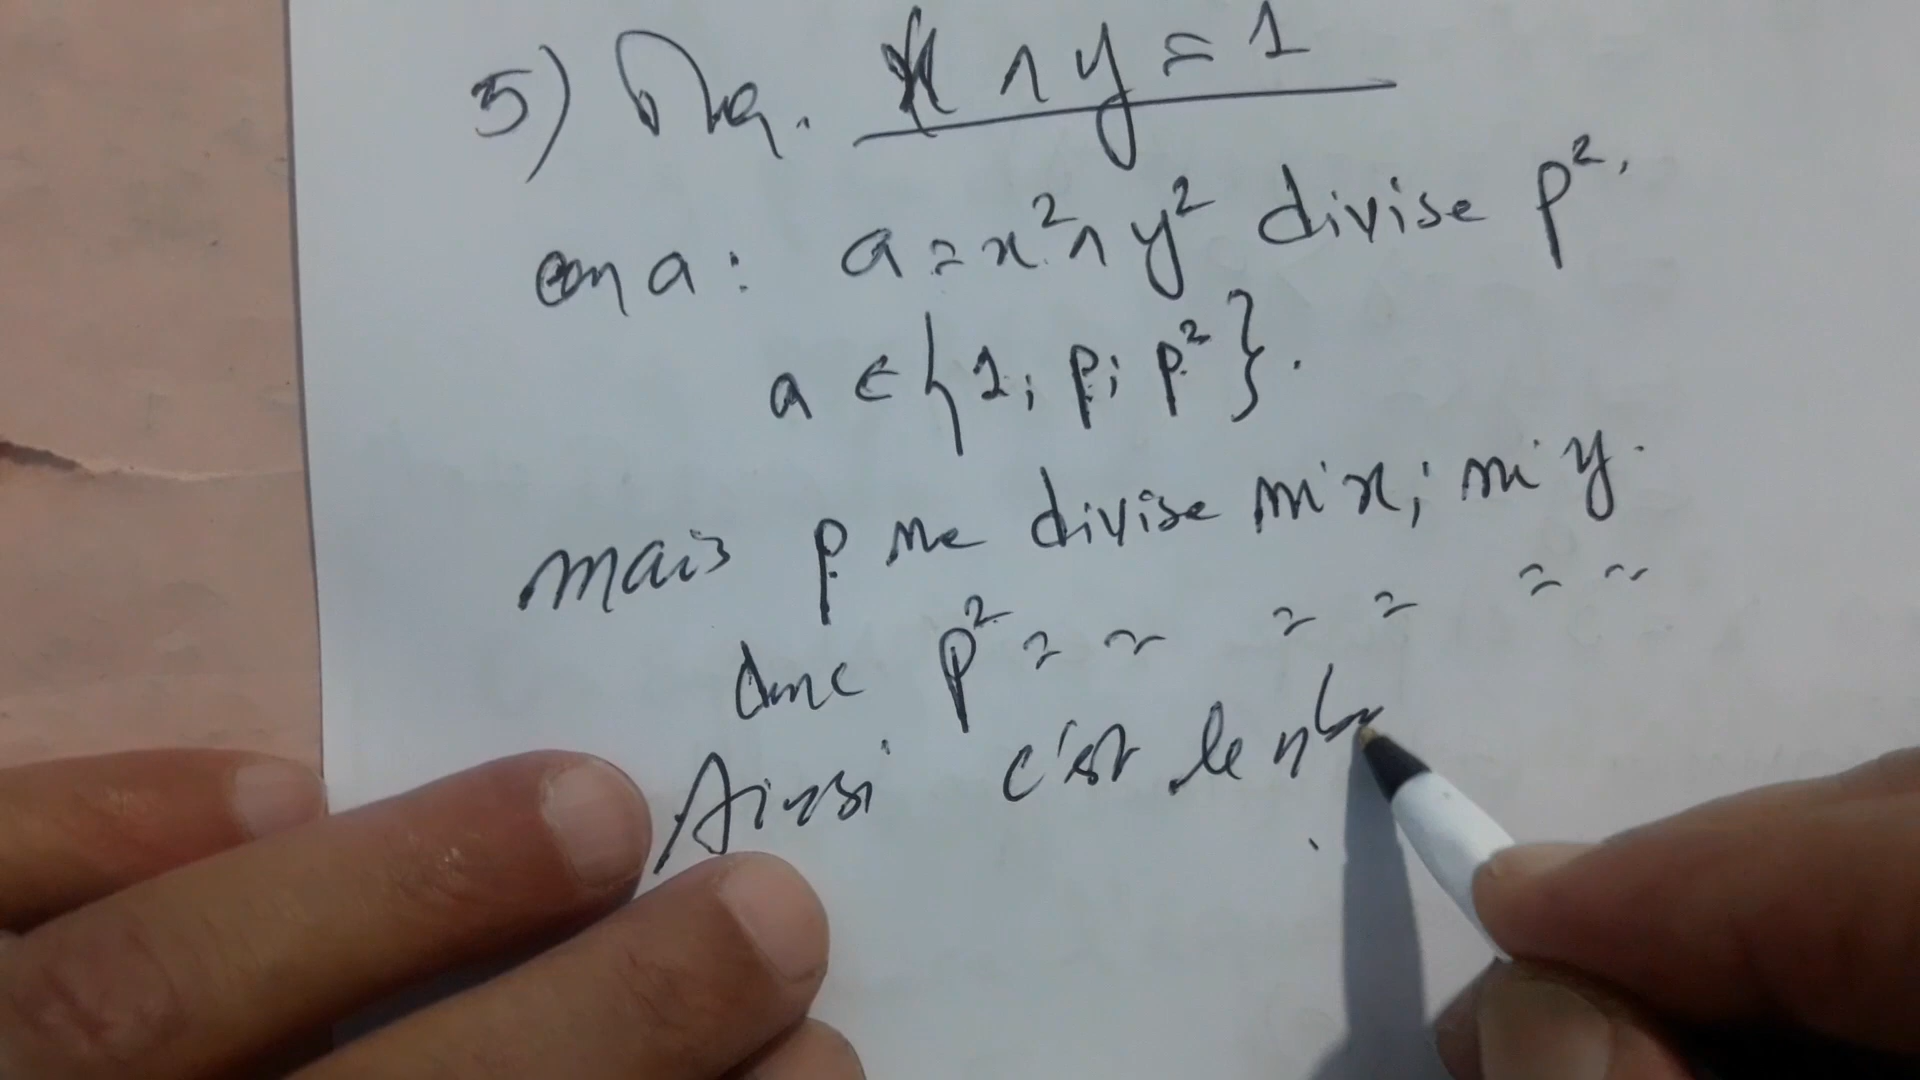 5) Mq. x ∧ y = 1
on a : a = x² ∧ y² divise p².
a ∈ {1; p; p²}.
mais p ne divise ni x; ni y.
donc p² = ~ = = = ~
Ainsi c'est le nbr